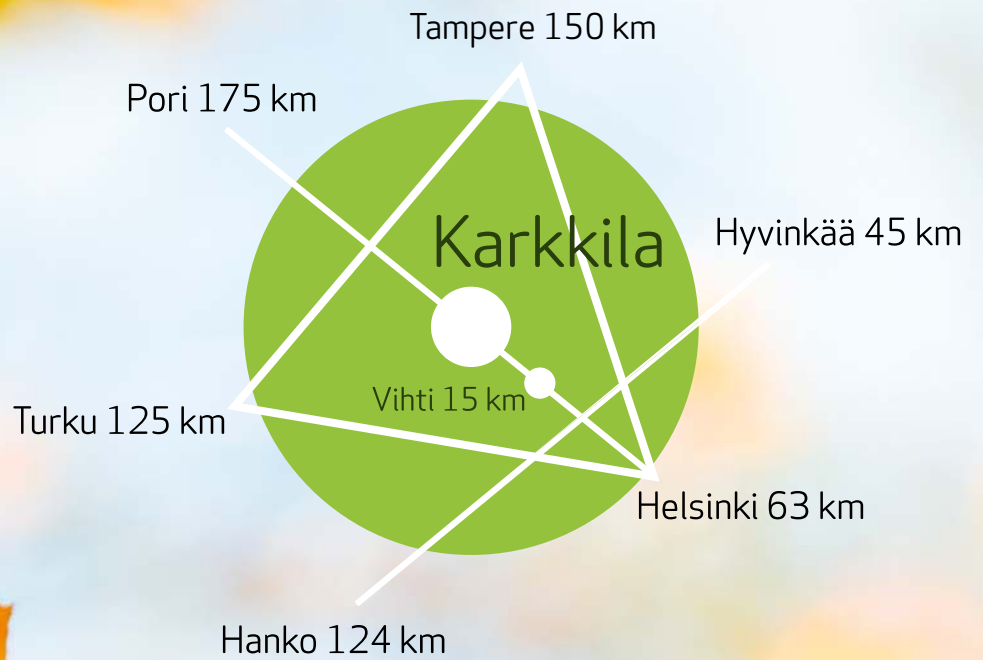 Tampere 150 km
Pori 175 km
Karkkila
Hyvinkää 45 km
Vihti 15 km
Turku 125 km
Helsinki 63 km
Hanko 124 km